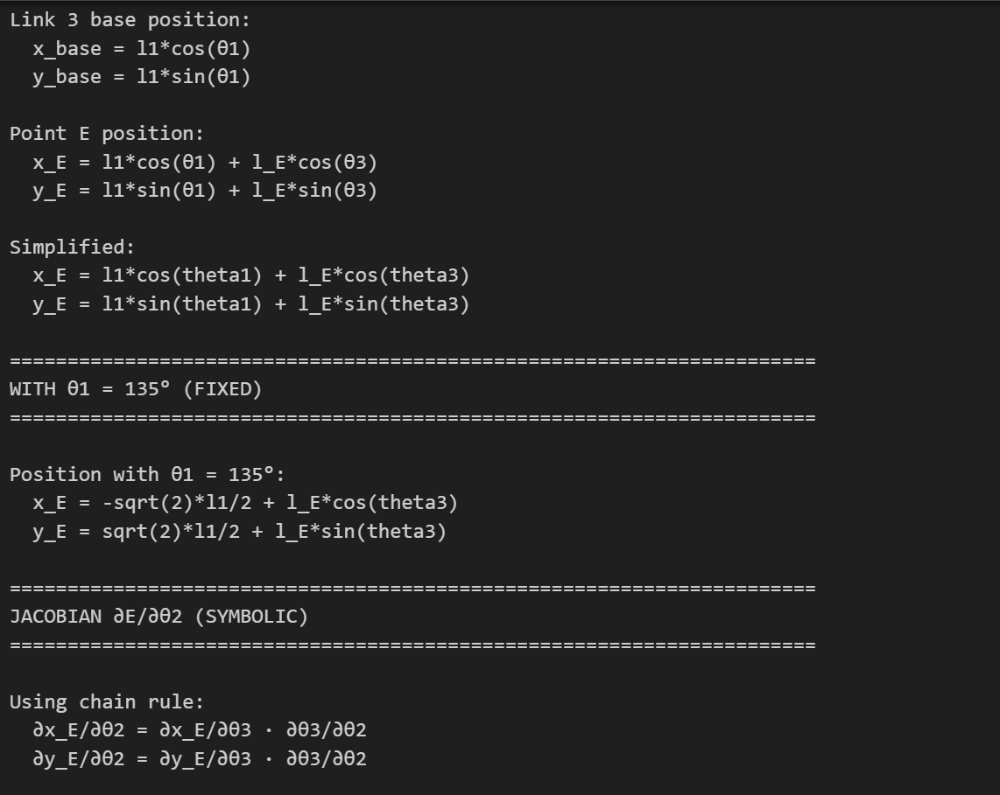 Link 3 base position:
  x_base = l1*cos(θ1)
  y_base = l1*sin(θ1)

Point E position:
  x_E = l1*cos(θ1) + l_E*cos(θ3)
  y_E = l1*sin(θ1) + l_E*sin(θ3)

Simplified:
  x_E = l1*cos(theta1) + l_E*cos(theta3)
  y_E = l1*sin(theta1) + l_E*sin(theta3)

======================================================================
WITH θ1 = 135° (FIXED)
======================================================================

Position with θ1 = 135°:
  x_E = -sqrt(2)*l1/2 + l_E*cos(theta3)
  y_E = sqrt(2)*l1/2 + l_E*sin(theta3)

======================================================================
JACOBIAN ∂E/∂θ2 (SYMBOLIC)
======================================================================

Using chain rule:
  ∂x_E/∂θ2 = ∂x_E/∂θ3 · ∂θ3/∂θ2
  ∂y_E/∂θ2 = ∂y_E/∂θ3 · ∂θ3/∂θ2